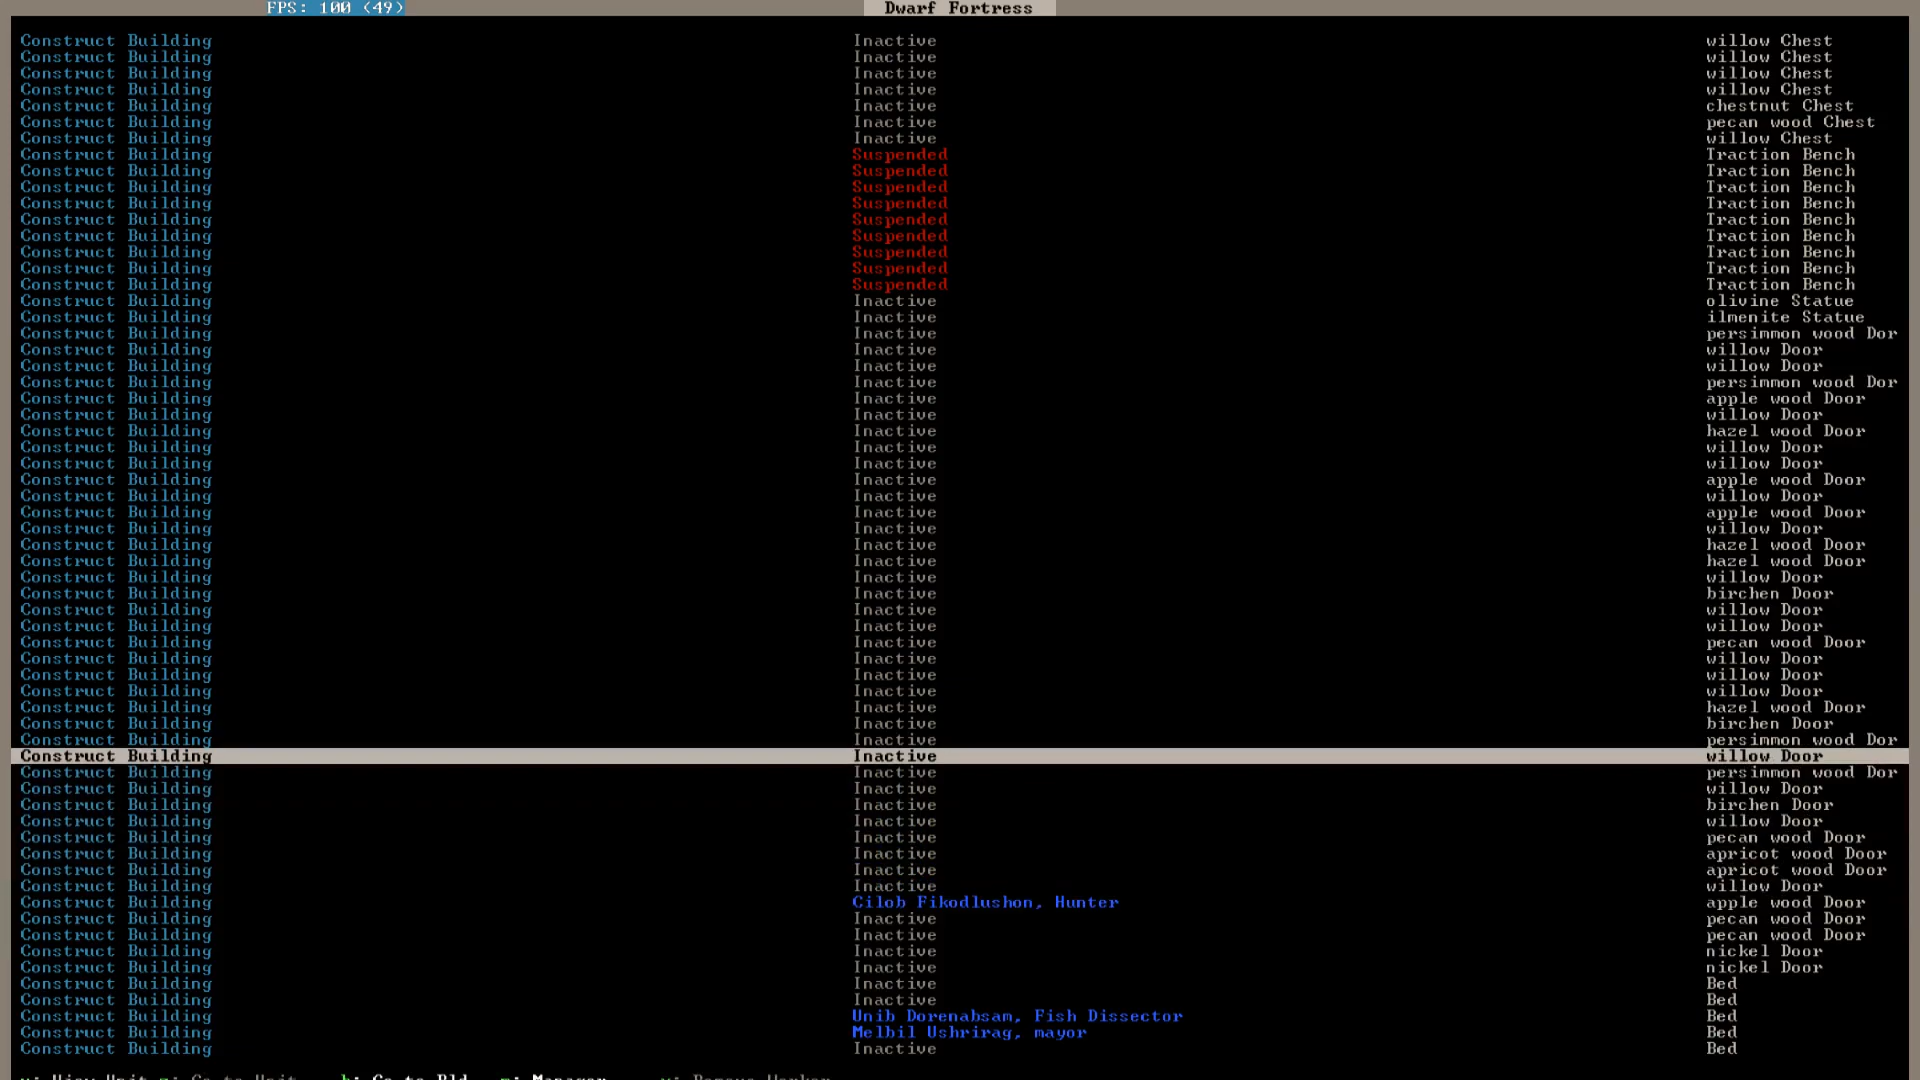 FPS: 100 (49) Dwarf Fortress
Construct Building Inactive willow Chest
Construct Building Inactive willow Chest
Construct Building Inactive willow Chest
Construct Building Inactive willow Chest
Construct Building Inactive chestnut Chest
Construct Building Inactive pecan wood Chest
Construct Building Inactive willow Chest
Construct Building Suspended Traction Bench
Construct Building Suspended Traction Bench
Construct Building Suspended Traction Bench
Construct Building Suspended Traction Bench
Construct Building Suspended Traction Bench
Construct Building Suspended Traction Bench
Construct Building Suspended Traction Bench
Construct Building Suspended Traction Bench
Construct Building Suspended Traction Bench
Construct Building Inactive olivine Statue
Construct Building Inactive ilmenite Statue
Construct Building Inactive persimmon wood Dor
Construct Building Inactive willow Door
Construct Building Inactive willow Door
Construct Building Inactive persimmon wood Dor
Construct Building Inactive apple wood Door
Construct Building Inactive willow Door
Construct Building Inactive hazel wood Door
Construct Building Inactive willow Door
Construct Building Inactive willow Door
Construct Building Inactive apple wood Door
Construct Building Inactive willow Door
Construct Building Inactive apple wood Door
Construct Building Inactive willow Door
Construct Building Inactive hazel wood Door
Construct Building Inactive hazel wood Door
Construct Building Inactive willow Door
Construct Building Inactive birchen Door
Construct Building Inactive willow Door
Construct Building Inactive willow Door
Construct Building Inactive pecan wood Door
Construct Building Inactive willow Door
Construct Building Inactive willow Door
Construct Building Inactive willow Door
Construct Building Inactive hazel wood Door
Construct Building Inactive birchen Door
Construct Building Inactive persimmon wood Dor
Construct Building Inactive willow Door
Construct Building Inactive persimmon wood Dor
Construct Building Inactive willow Door
Construct Building Inactive birchen Door
Construct Building Inactive willow Door
Construct Building Inactive pecan wood Door
Construct Building Inactive apricot wood Door
Construct Building Inactive apricot wood Door
Construct Building Inactive willow Door
Construct Building Cilob Fikodlushon, Hunter apple wood Door
Construct Building Inactive pecan wood Door
Construct Building Inactive pecan wood Door
Construct Building Inactive nickel Door
Construct Building Inactive nickel Door
Construct Building Inactive Bed
Construct Building Inactive Bed
Construct Building Unib Dorenabsam, Fish Dissector Bed
Construct Building Melbil Ushrirag, mayor Bed
Construct Building Inactive Bed